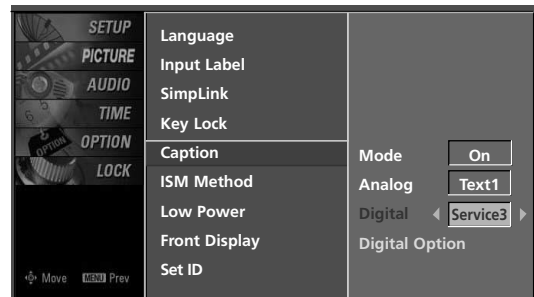 SETUP
PICTURE
AUDIO
TIME
OPTION
LOCK
Move MENU Prev
Language
Input Label
SimpLink
Key Lock
Caption
ISM Method
Low Power
Front Display
Set ID
Mode On
Analog Text1
Digital Service3
Digital Option